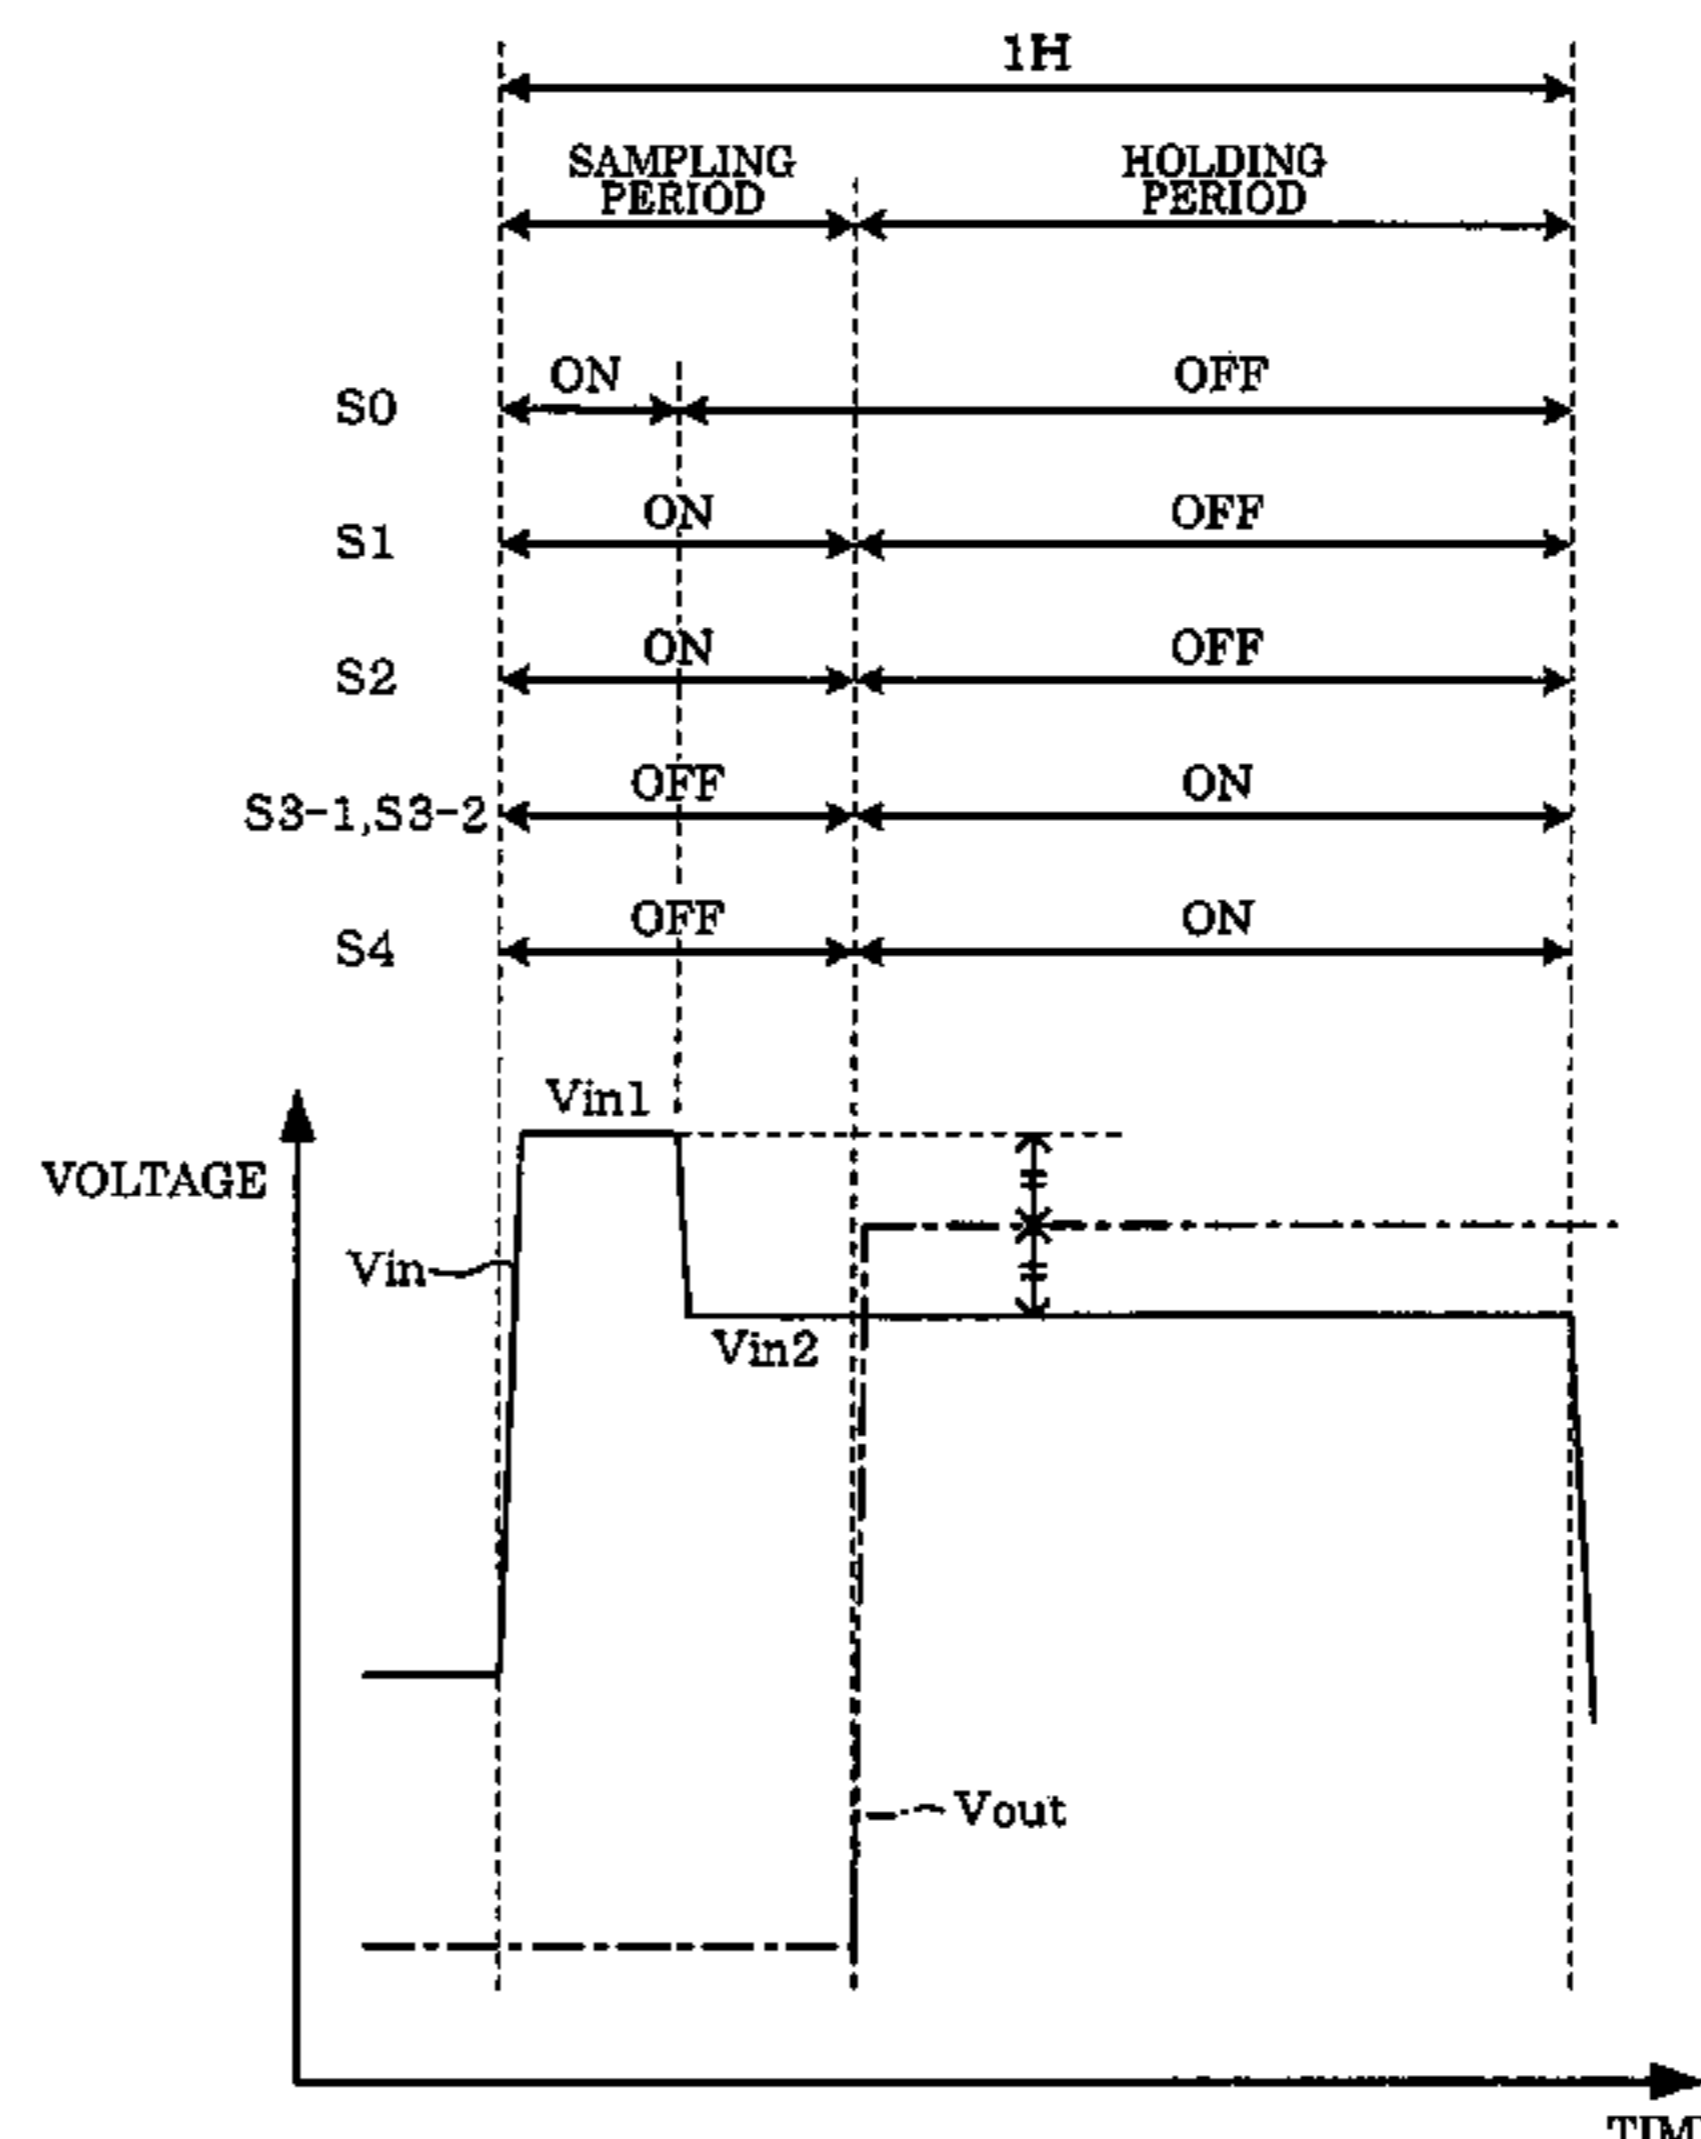 1H
SAMPLING PERIOD
HOLDING PERIOD
S0 ON OFF
S1 ON OFF
S2 ON OFF
S3-1,S3-2 OFF ON
S4 OFF ON
Vin1
VOLTAGE
Vin
Vin2
Vout
TIM